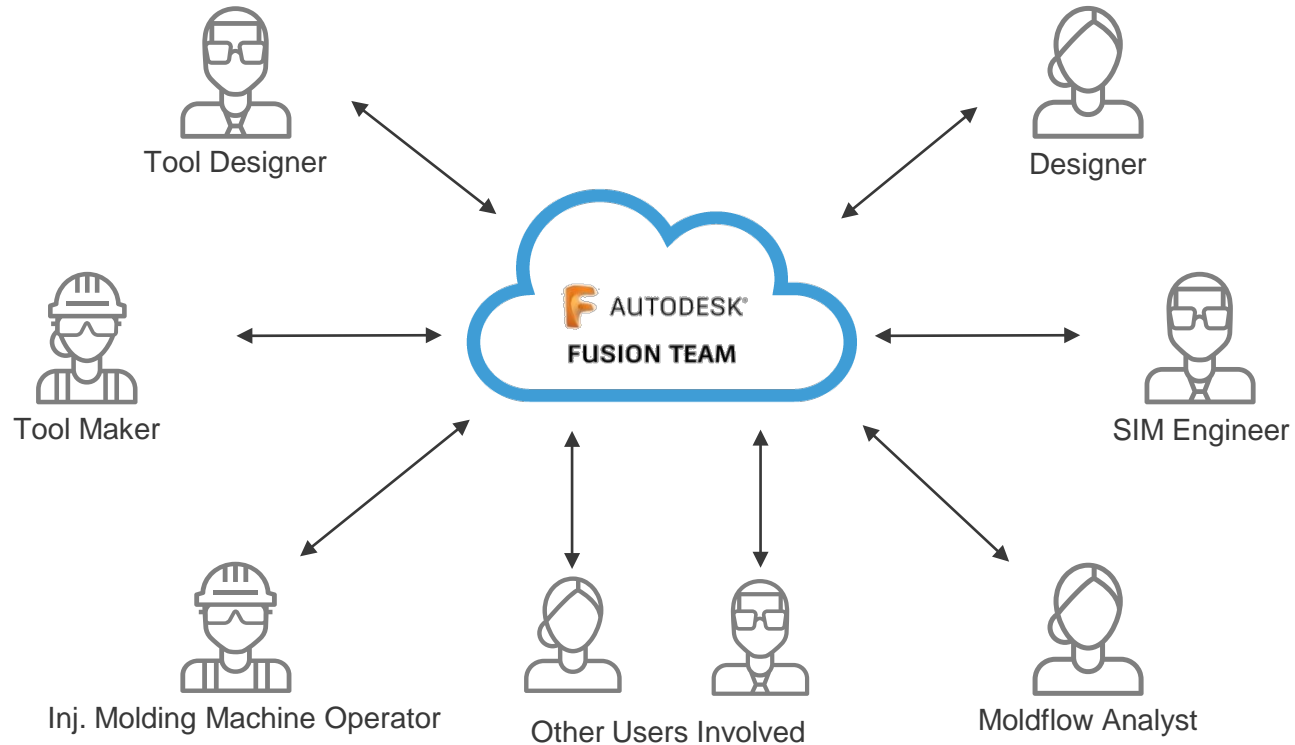 Tool Designer
Designer
F AUTODESK®
FUSION TEAM
Tool Maker
SIM Engineer
Inj. Molding Machine Operator
Other Users Involved
Moldflow Analyst